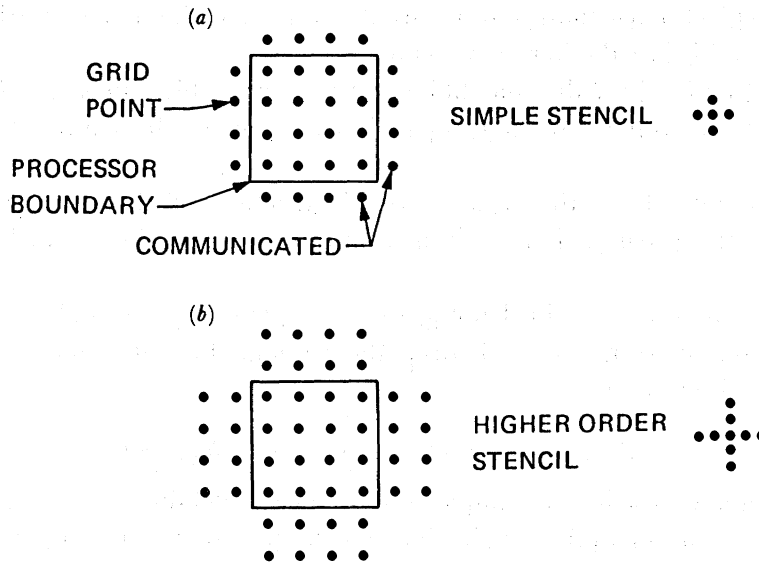 (a)
GRID
POINT
SIMPLE STENCIL
PROCESSOR
BOUNDARY
COMMUNICATED
(b)
HIGHER ORDER
STENCIL